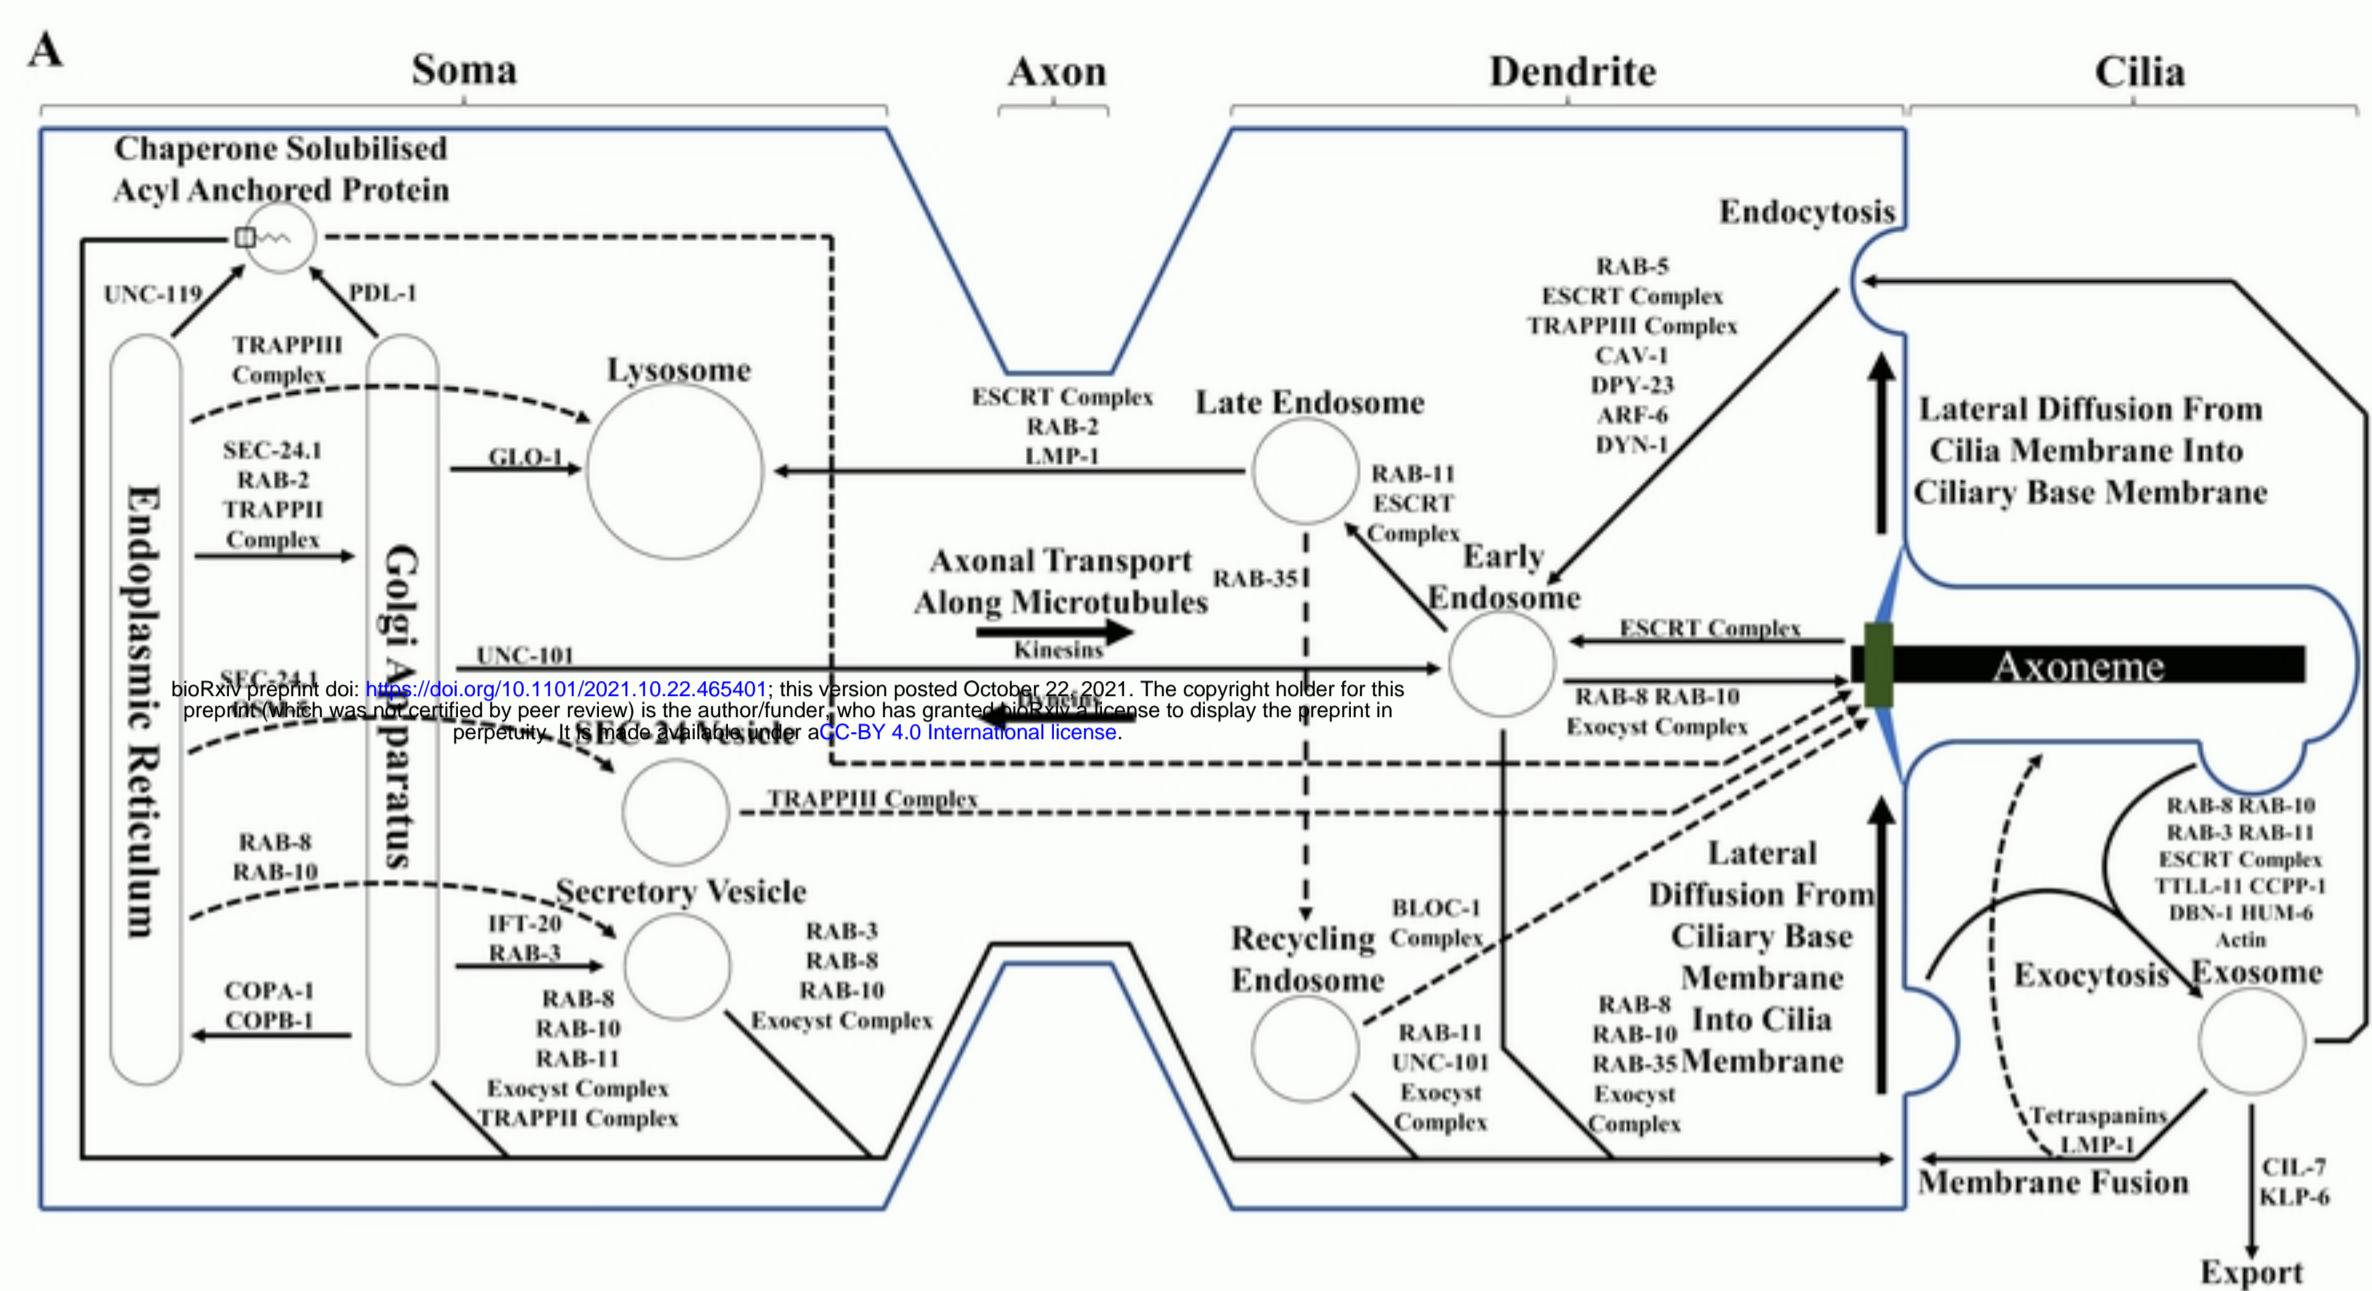 A
Soma
Axon
Dendrite
Cilia
Chaperone Solubilised
Acyl Anchored Protein
UNC-119
PDL-1
TRAPPIII
Complex
SEC-24.1
RAB-2
TRAPPII
Complex
Endoplasmic Reticulum
Golgi Apparatus
GLO-1
Lysosome
ESCRT Complex
RAB-2
LMP-1
Late Endosome
RAB-11
ESCRT
Complex
Endocytosis
RAB-5
ESCRT Complex
TRAPPIII Complex
CAV-1
DPY-23
ARF-6
DYN-1
Lateral Diffusion From
Cilia Membrane Into
Ciliary Base Membrane
Axonal Transport
Along Microtubules
Kinesins
Dyneins
RAB-35
Early
Endosome
ESCRT Complex
RAB-8 RAB-10
Exocyst Complex
Axoneme
UNC-101
SEC-24.1
bioRxiv preprint doi: https://doi.org/10.1101/2021.10.22.465401; this version posted October 22, 2021. The copyright holder for this
preprint (which was not certified by peer review) is the author/funder, who has granted bioRxiv a license to display the preprint in
perpetuity. It is made available under aCC-BY 4.0 International license.
SEC-24 Vesicle
TRAPPIII Complex
RAB-8
RAB-10
Secretory Vesicle
IFT-20
RAB-3
COPA-1
COPB-1
RAB-8
RAB-10
RAB-11
Exocyst Complex
TRAPPII Complex
RAB-3
RAB-8
RAB-10
Exocyst Complex
Recycling
Endosome
BLOC-1
Complex
RAB-11
UNC-101
Exocyst
Complex
RAB-8
RAB-10
RAB-35
Exocyst
Complex
Lateral
Diffusion From
Ciliary Base
Membrane
Into Cilia
Membrane
RAB-8 RAB-10
RAB-3 RAB-11
ESCRT Complex
TTLL-11 CCPP-1
DBN-1 HUM-6
Actin
Exocytosis
Exosome
Tetraspanins
LMP-1
Membrane Fusion
CIL-7
KLP-6
Export